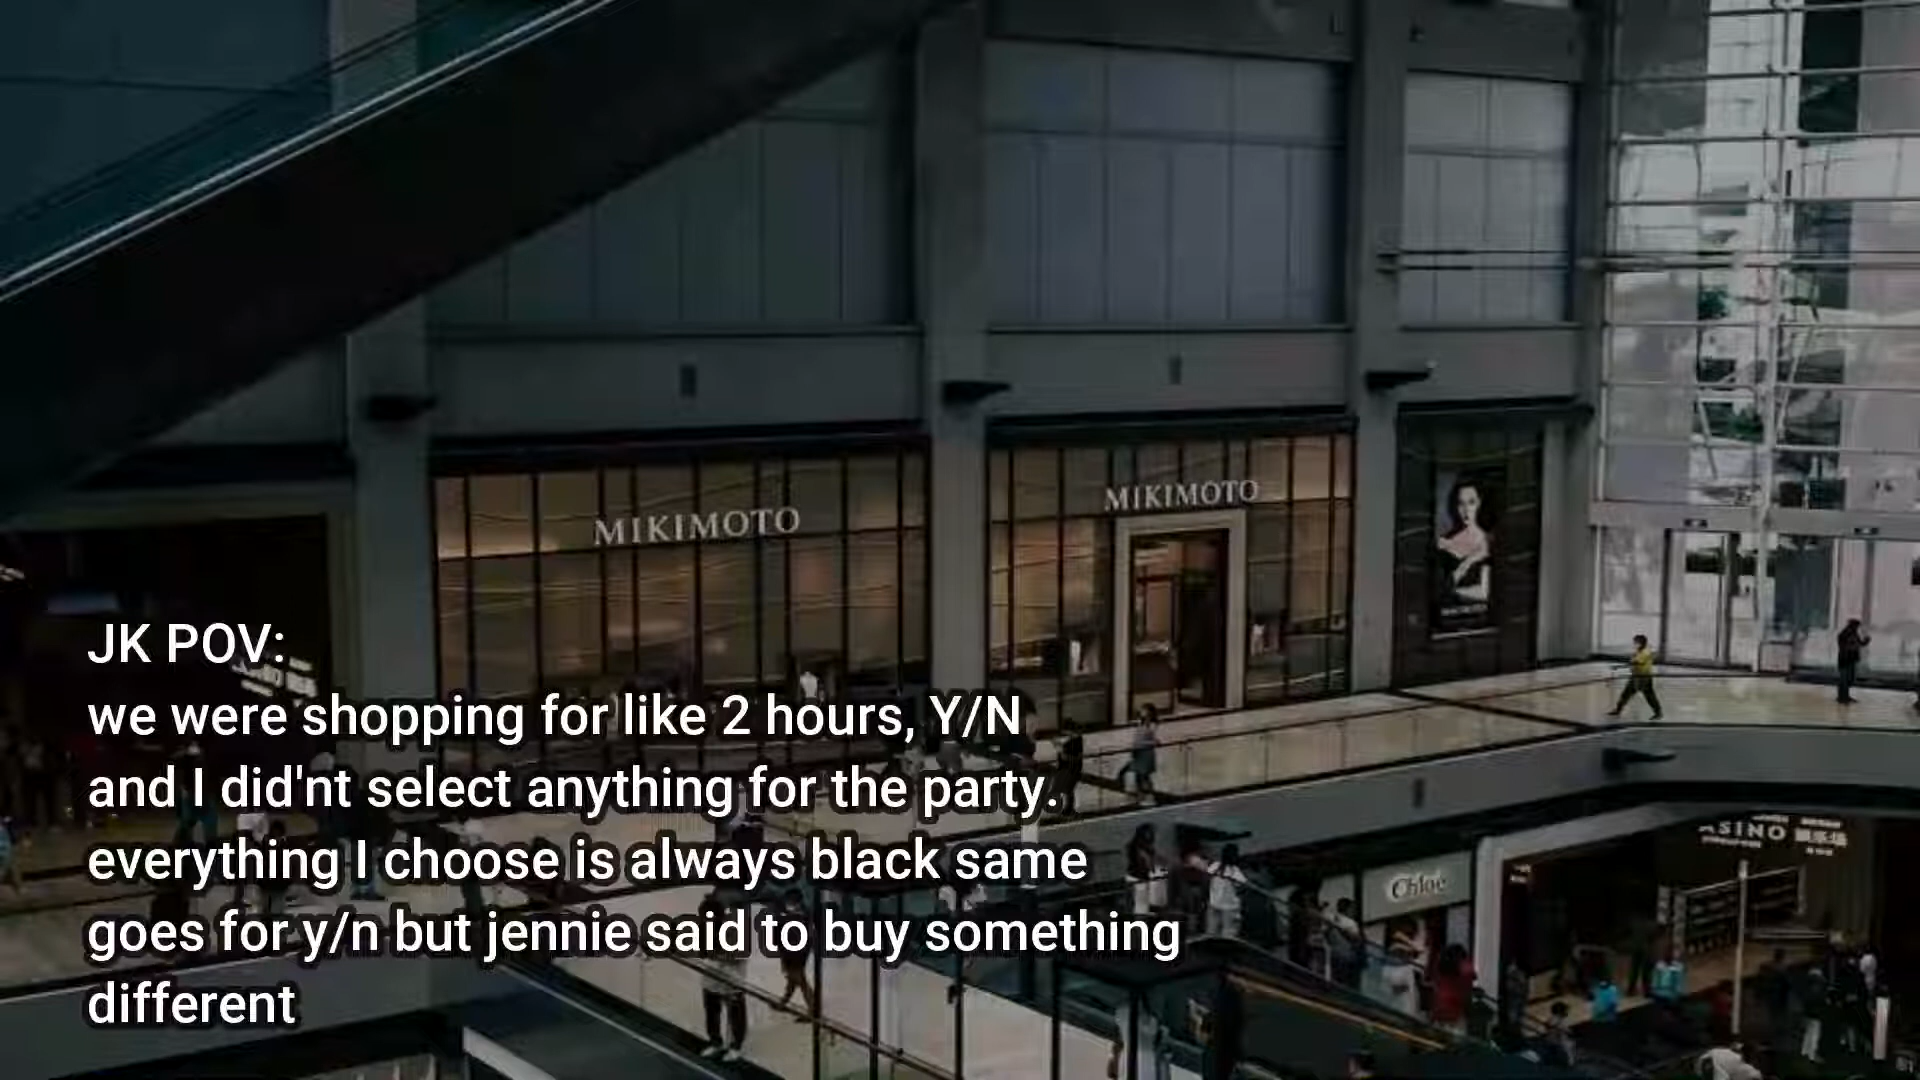 MIKIMOTO
MIKIMOTO
JK POV:
we were shopping for like 2 hours, Y/N
and I did'nt select anything for the party.
everything I choose is always black same
goes for y/n but jennie said to buy something
different
Chloé